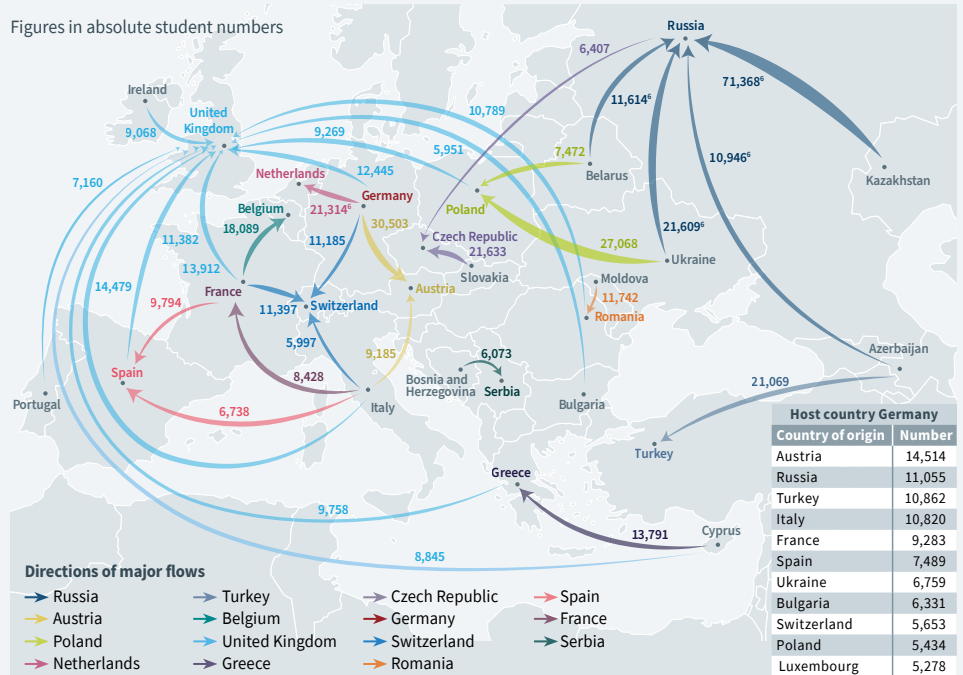 Figures in absolute student numbers
Russia
6,407
71,368⁶
Ireland
11,614⁶
10,789
United
Kingdom
9,068
9,269
5,951
10,946⁶
7,472
7,160
12,445
Belarus
Kazakhstan
Netherlands
Germany
21,314⁶
Poland
Belgium
18,089
30,503
21,609⁶
11,382
11,185
Czech Republic
21,633
27,068
Ukraine
13,912
Slovakia
Moldova
14,479
France
Austria
11,742
9,794
11,397
Switzerland
Romania
5,997
Azerbaijan
9,185
6,073
Spain
8,428
Bosnia and
Herzegovina
Serbia
21,069
Portugal
6,738
Italy
Bulgaria
Turkey
Greece
9,758
13,791
Cyprus
8,845
Host country Germany
Country of origin Number
Austria 14,514
Russia 11,055
Turkey 10,862
Italy 10,820
France 9,283
Spain 7,489
Ukraine 6,759
Bulgaria 6,331
Switzerland 5,653
Poland 5,434
Luxembourg 5,278
Directions of major flows
Russia Turkey Czech Republic Spain
Austria Belgium Germany France
Poland United Kingdom Switzerland Serbia
Netherlands Greece Romania